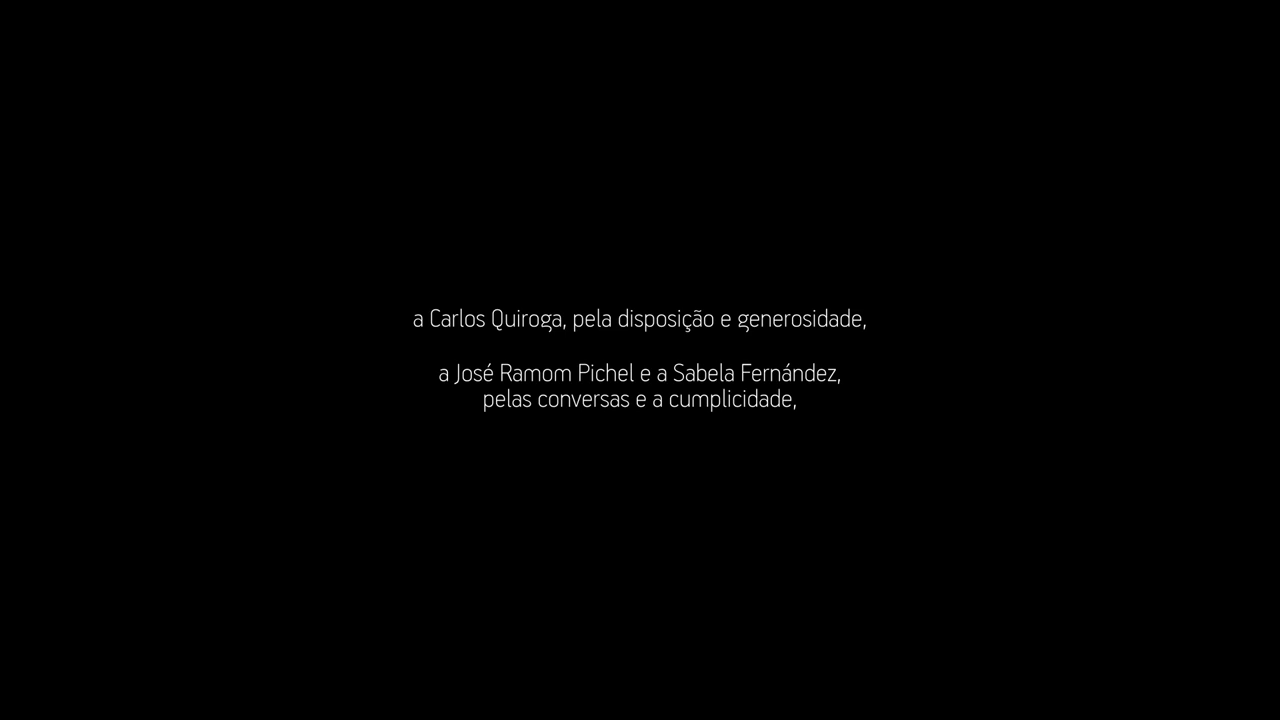 a Carlos Quiroga, pela disposição e generosidade,
a José Ramom Pichel e a Sabela Fernández,
pelas conversas e a cumplicidade,